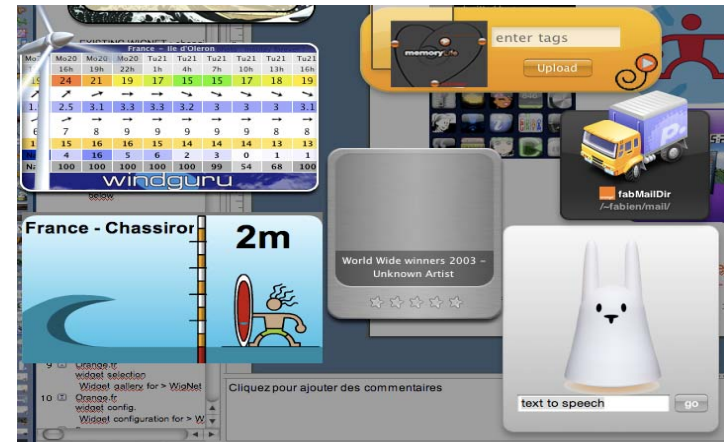 France - Ile d'Oleron
Mo20 Mo20 Mo20 Tu21 Tu21 Tu21 Tu21 Tu21
16h 19h 22h 1h 4h 7h 10h 13h 16h
24 21 19 17 15 15 17 18 19
2.5 3.1 3.3 3.3 3.2 3 3 3 3.1
7 8 9 9 9 9 9 9 9
15 16 16 15 14 14 14 13 13
4 16 5 6 2 3 0 1 1
100 100 100 100 100 99 54 68 100
windguru
below
memoryLife
enter tags
Upload
fabMailDir
/~fabien/mail/
France - Chassiron
2m
World Wide winners 2003 –
Unknown Artist
text to speech
go
9 Orange.fr
widget selection
Widget gallery for > WigNet
10 Orange.fr
widget config.
Widget configuration for > W
Cliquez pour ajouter des commentaires